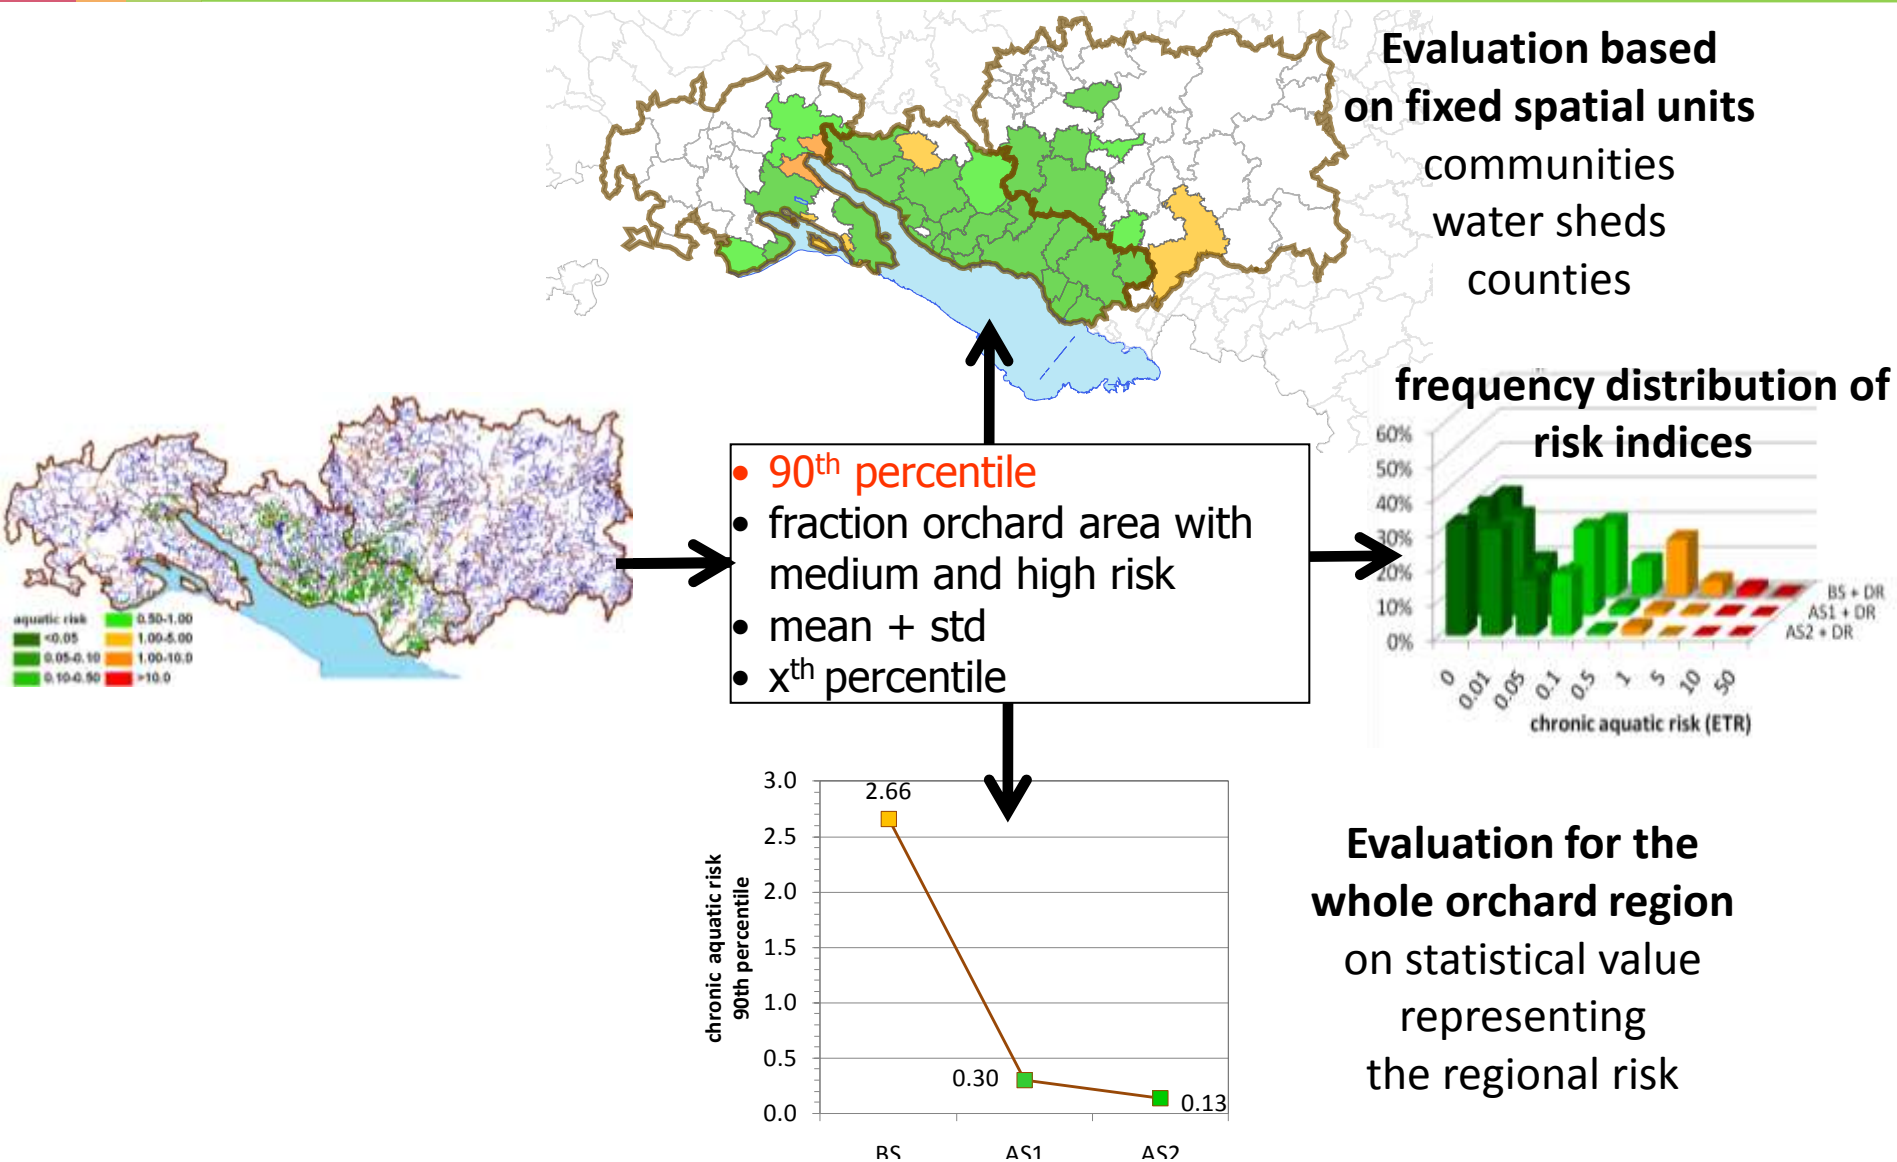 Evaluation based
on fixed spatial units
communities
water sheds
counties
aquatic risk
<0.05
0.05-0.10
0.10-0.50
0.50-1.00
1.00-5.00
1.00-10.0
>10.0
• 90th percentile
• fraction orchard area with
medium and high risk
• mean + std
• xth percentile
frequency distribution of
risk indices
60%
50%
40%
30%
20%
10%
0%
BS + DR
AS1 + DR
AS2 + DR
0
0.01
0.05
0.1
0.5
1
5
10
50
chronic aquatic risk (ETR)
chronic aquatic risk
90th percentile
3.0
2.5
2.0
1.5
1.0
0.5
0.0
2.66
0.30
0.13
BS
AS1
AS2
Evaluation for the
whole orchard region
on statistical value
representing
the regional risk